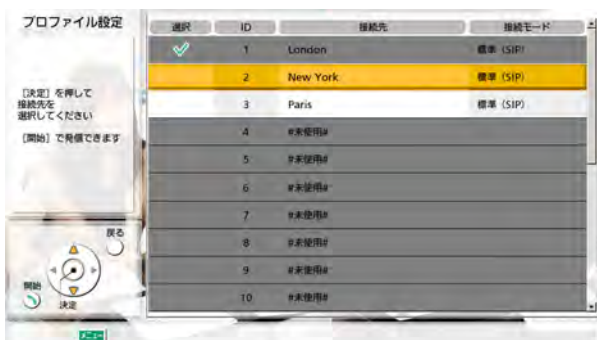 プロファイル設定
［決定］を押して
接続先を
選択してください
［開始］で発信できます
選択 ID 接続先 接続モード
1 London 標準（SIP）
2 New York 標準（SIP）
3 Paris 標準（SIP）
4 #未使用#
5 #未使用#
6 #未使用#
7 #未使用#
8 #未使用#
9 #未使用#
10 #未使用#
戻る
開始
決定
メニュー